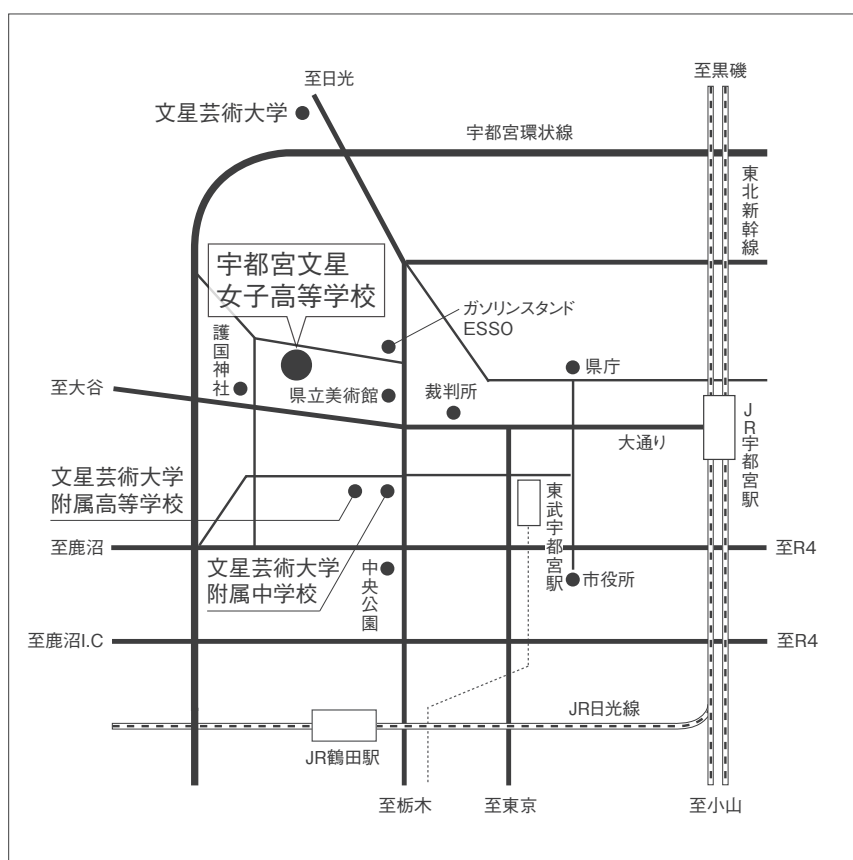 至黒磯
至日光
文星芸術大学
宇都宮環状線
東北新幹線
宇都宮文星
女子高等学校
ガソリンスタンド
ESSO
護国神社
県庁
至大谷
県立美術館
裁判所
JR宇都宮駅
大通り
文星芸術大学
附属高等学校
東武宇都宮駅
至鹿沼
至R4
文星芸術大学
附属中学校
中央公園
市役所
至鹿沼I.C
至R4
JR日光線
JR鶴田駅
至栃木
至東京
至小山